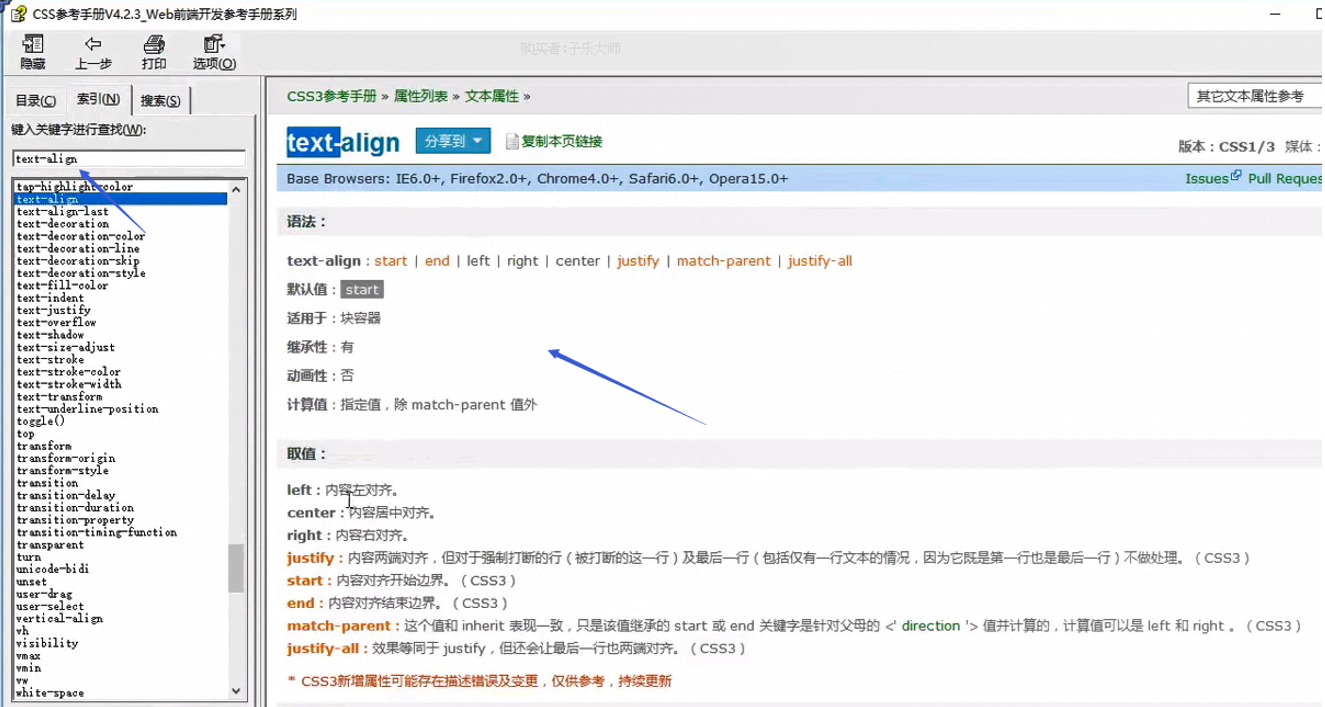 CSS参考手册V4.2.3_Web前端开发参考手册系列
隐藏 上一步 打印 选项(O)
购买者:子乐大师
目录(C) 索引(N) 搜索(S)
键入关键字进行查找(W):
text-align
tap-highlight-color
text-align
text-align-last
text-decoration
text-decoration-color
text-decoration-line
text-decoration-skip
text-decoration-style
text-fill-color
text-indent
text-justify
text-overflow
text-shadow
text-size-adjust
text-stroke
text-stroke-color
text-stroke-width
text-transform
text-underline-position
toggle()
top
transform
transform-origin
transform-style
transition
transition-delay
transition-duration
transition-property
transition-timing-function
transparent
turn
unicode-bidi
unset
user-drag
user-select
vertical-align
vh
visibility
vmax
vmin
vw
white-space
CSS3参考手册 » 属性列表 » 文本属性 »
其它文本属性参考
text-align 分享到 复制本页链接
版本：CSS1/3 媒体：
Base Browsers: IE6.0+, Firefox2.0+, Chrome4.0+, Safari6.0+, Opera15.0+
Issues Pull Reques
语法：
text-align：start | end | left | right | center | justify | match-parent | justify-all
默认值：start
适用于：块容器
继承性：有
动画性：否
计算值：指定值，除 match-parent 值外
取值：
left：内容左对齐。
center：内容居中对齐。
right：内容右对齐。
justify：内容两端对齐，但对于强制打断的行（被打断的这一行）及最后一行（包括仅有一行文本的情况，因为它既是第一行也是最后一行）不做处理。（CSS3）
start：内容对齐开始边界。（CSS3）
end：内容对齐结束边界。（CSS3）
match-parent：这个值和 inherit 表现一致，只是该值继承的 start 或 end 关键字是针对父母的 <' direction '> 值并计算的，计算值可以是 left 和 right 。（CSS3）
justify-all：效果等同于 justify，但还会让最后一行也两端对齐。（CSS3）
* CSS3新增属性可能存在描述错误及变更，仅供参考，持续更新